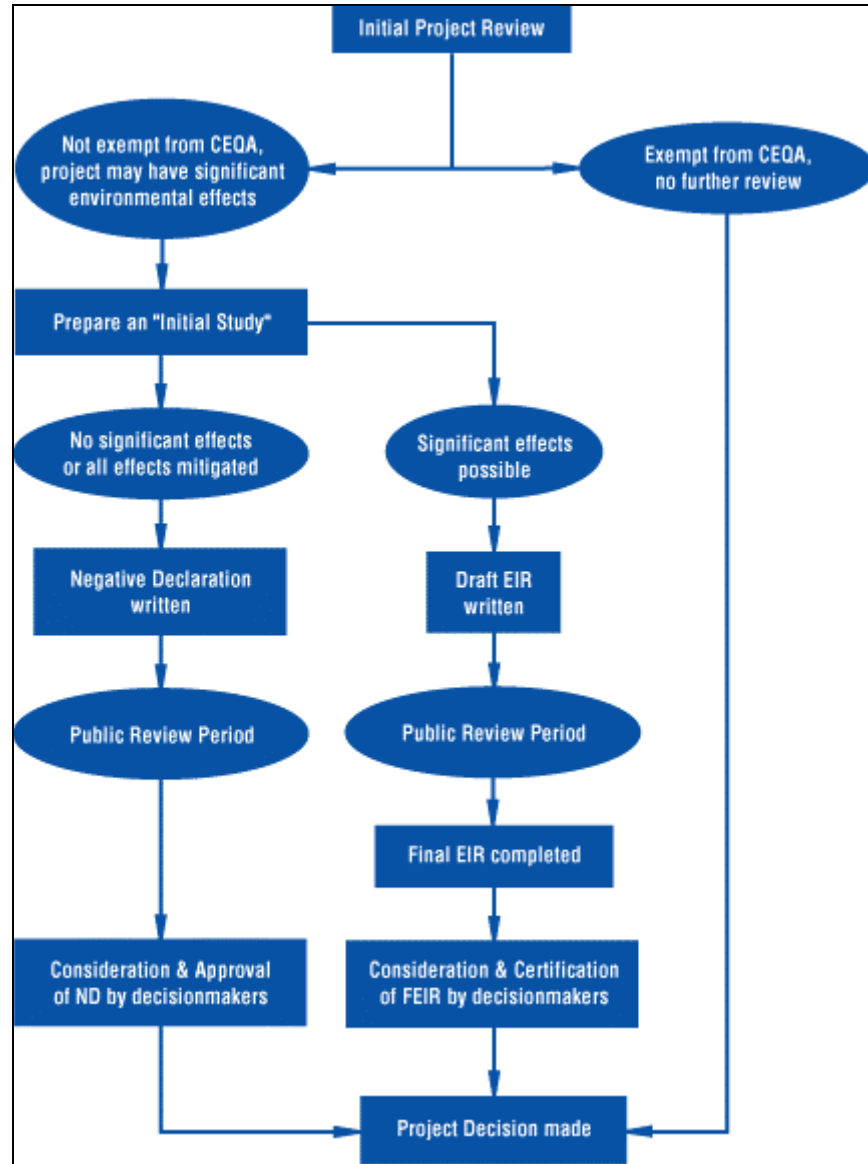 Initial Project Review
Not exempt from CEQA,
project may have significant
environmental effects
Exempt from CEQA,
no further review
Prepare an "Initial Study"
No significant effects
or all effects mitigated
Significant effects
possible
Negative Declaration
written
Draft EIR
written
Public Review Period
Public Review Period
Final EIR completed
Consideration & Approval
of ND by decisionmakers
Consideration & Certification
of FEIR by decisionmakers
Project Decision made